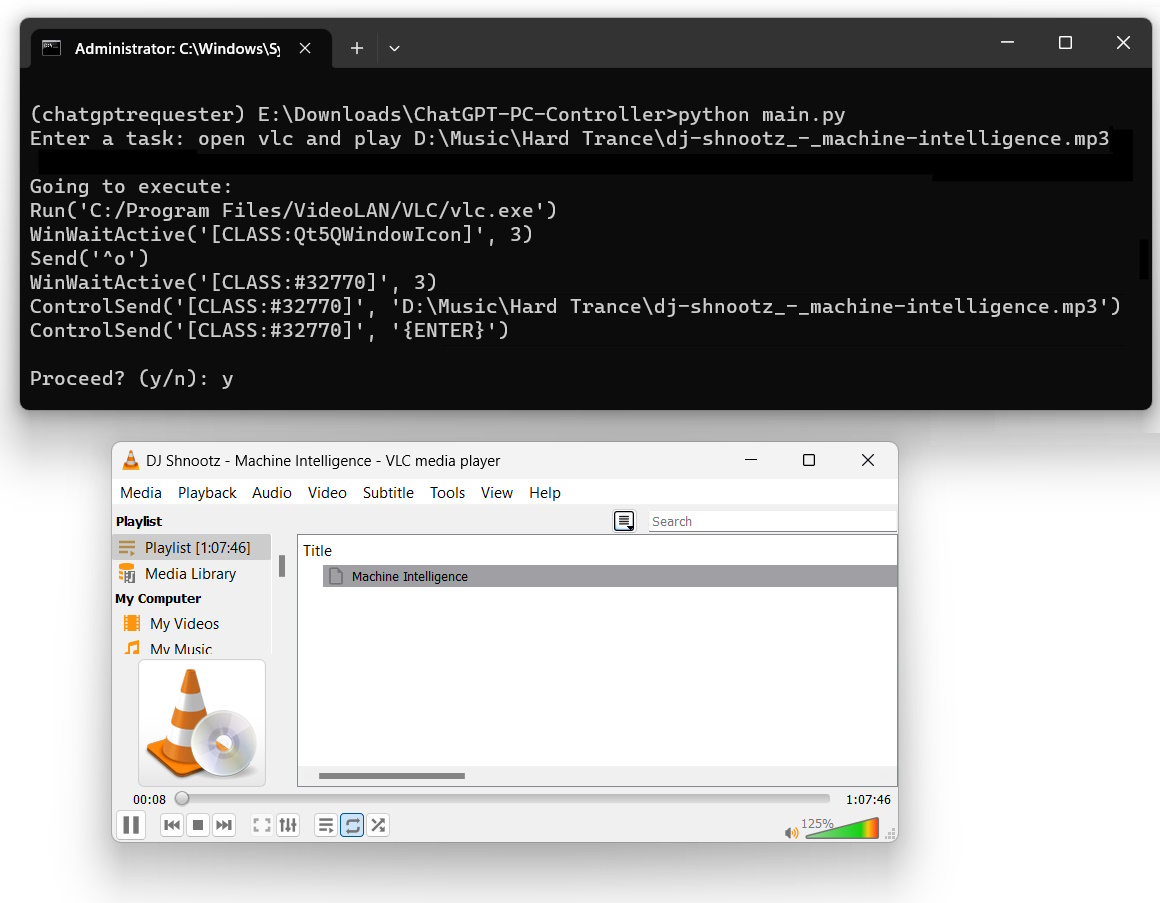 Administrator: C:\Windows\Sy
(chatgptrequester) E:\Downloads\ChatGPT-PC-Controller>python main.py
Enter a task: open vlc and play D:\Music\Hard Trance\dj-shnootz_-_machine-intelligence.mp3
Going to execute:
Run('C:/Program Files/VideoLAN/VLC/vlc.exe')
WinWaitActive('[CLASS:Qt5QWindowIcon]', 3)
Send('^o')
WinWaitActive('[CLASS:#32770]', 3)
ControlSend('[CLASS:#32770]', 'D:\Music\Hard Trance\dj-shnootz_-_machine-intelligence.mp3')
ControlSend('[CLASS:#32770]', '{ENTER}')
Proceed? (y/n): y
DJ Shnootz - Machine Intelligence - VLC media player
Media Playback Audio Video Subtitle Tools View Help
Playlist
Search
Playlist [1:07:46]
Title
Media Library
Machine Intelligence
My Computer
My Videos
My Music
00:08
1:07:46
125%